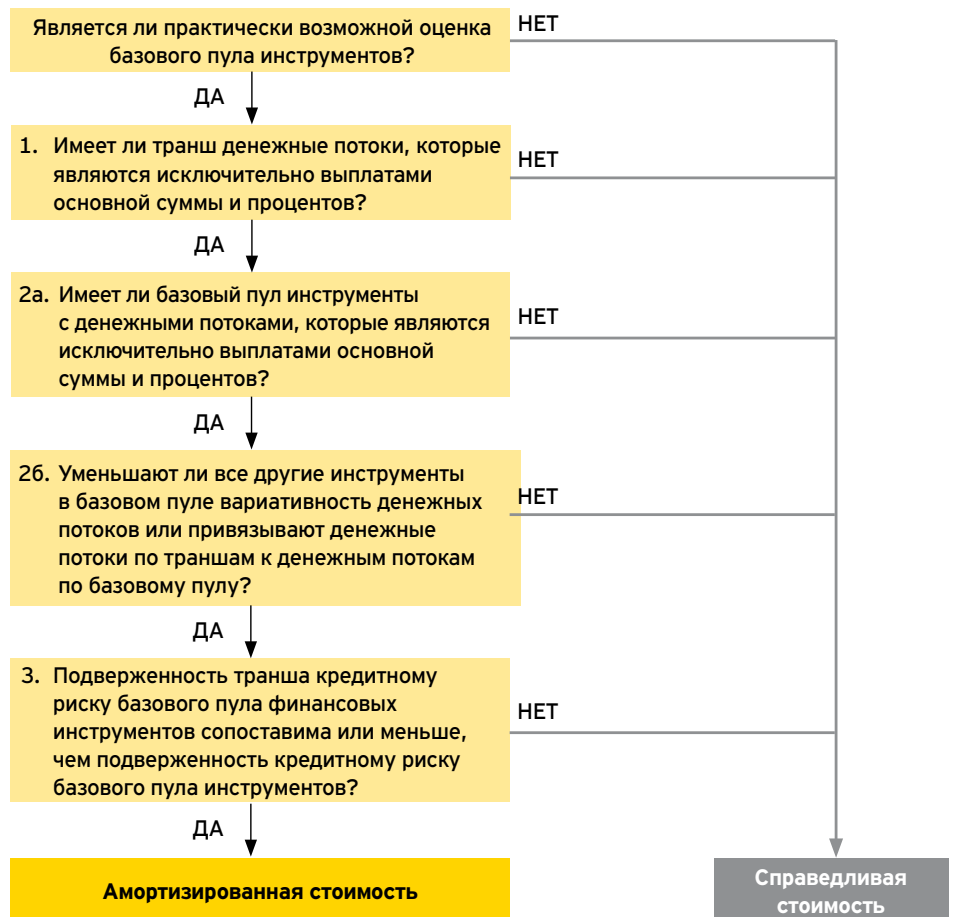 Является ли практически возможной оценка
базового пула инструментов?
НЕТ
ДА
1. Имеет ли транш денежные потоки, которые
являются исключительно выплатами
основной суммы и процентов?
НЕТ
ДА
2а. Имеет ли базовый пул инструменты
с денежными потоками, которые являются
исключительно выплатами основной
суммы и процентов?
НЕТ
ДА
2б. Уменьшают ли все другие инструменты
в базовом пуле вариативность денежных
потоков или привязывают денежные
потоки по траншам к денежным потокам
по базовому пулу?
НЕТ
ДА
3. Подверженность транша кредитному
риску базового пула финансовых
инструментов сопоставима или меньше,
чем подверженность кредитному риску
базового пула инструментов?
НЕТ
ДА
Амортизированная стоимость
Справедливая
стоимость